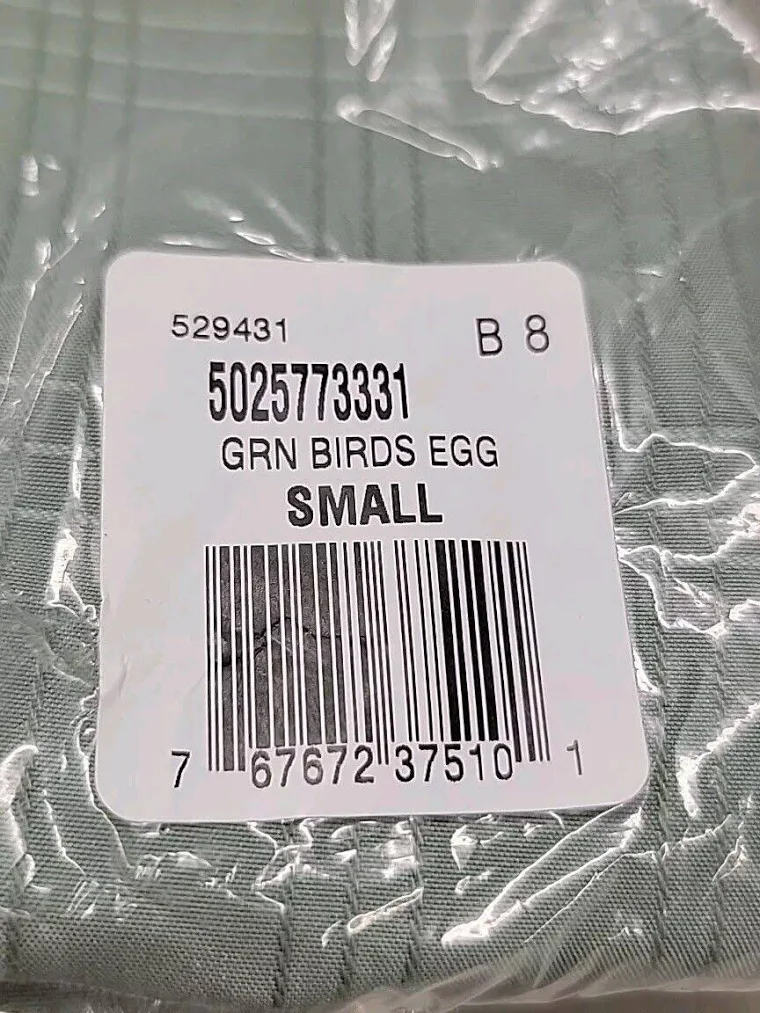 529431 B 8
5025773331
GRN BIRDS EGG
SMALL
7 67672 37510 1